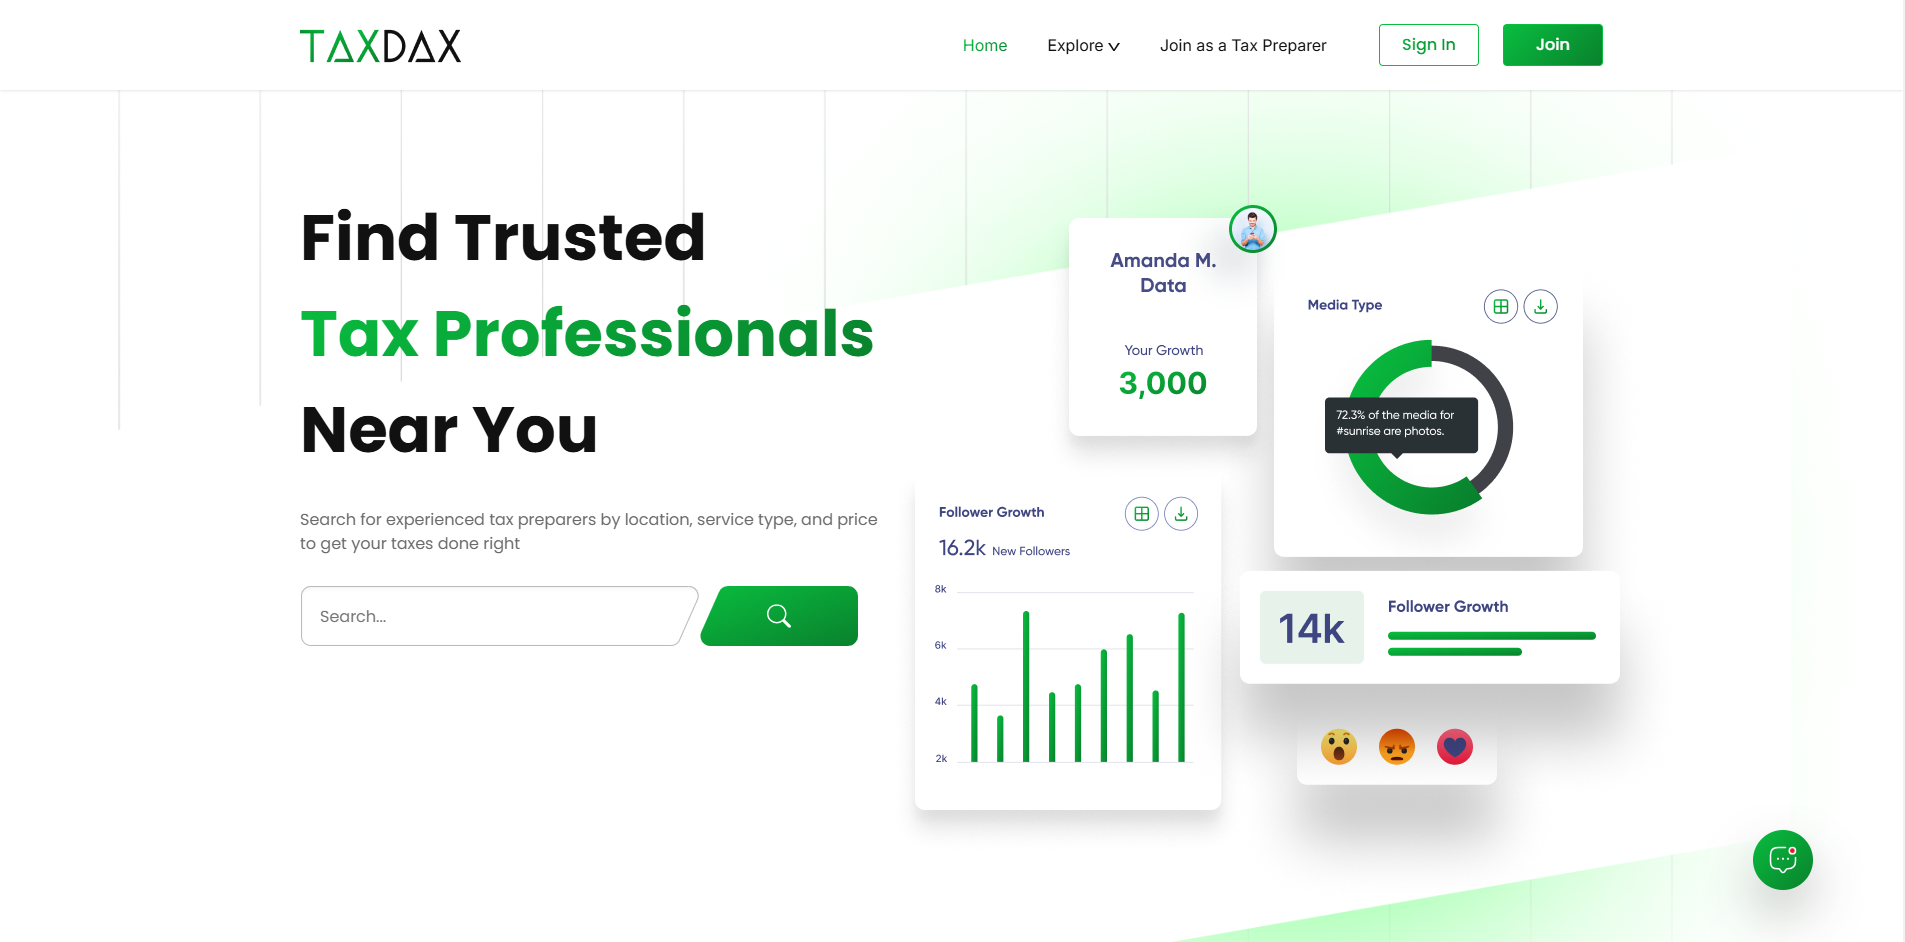 TAXDAX
Home
Explore
Join as a Tax Preparer
Sign In
Join
Find Trusted
Tax Professionals
Near You
Search for experienced tax preparers by location, service type, and price
to get your taxes done right
Search...
Amanda M.
Data
Your Growth
3,000
Media Type
72.3% of the media for
#sunrise are photos.
Follower Growth
16.2k New Followers
8k
6k
4k
2k
14k
Follower Growth